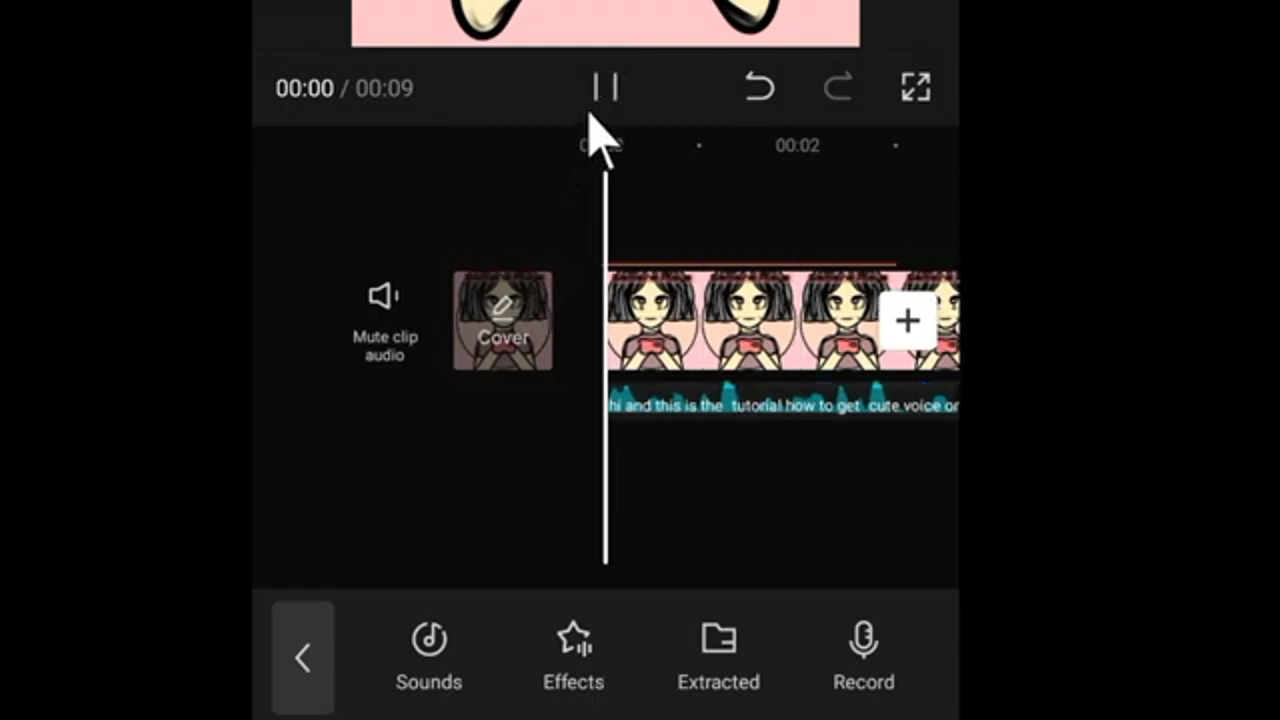 00:00 / 00:09
00:02
Mute clip
audio
Cover
hi and this is the tutorial how to get cute voice or
Sounds
Effects
Extracted
Record